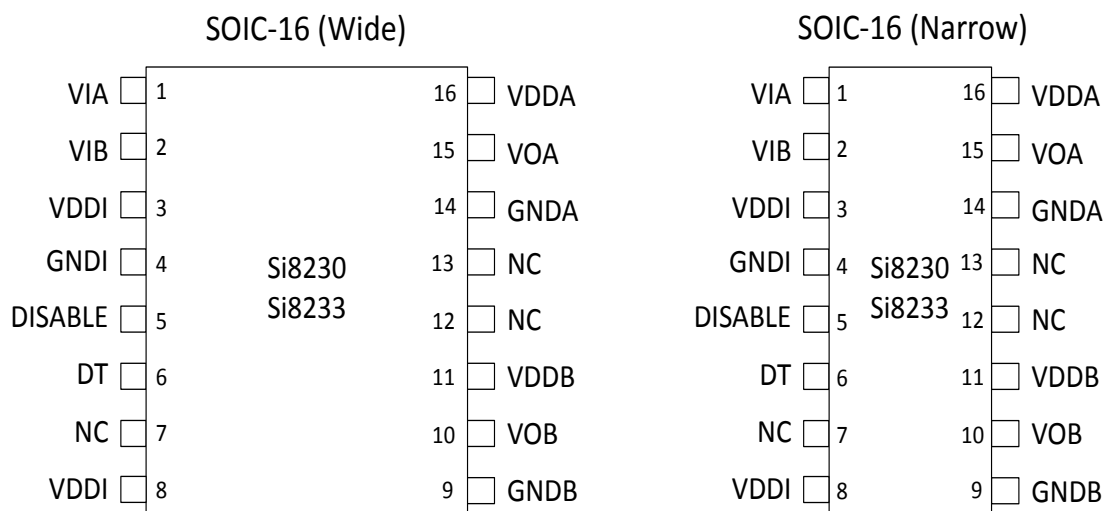 SOIC-16 (Wide)
VIA 1 16 VDDA
VIB 2 15 VOA
VDDI 3 14 GNDA
GNDI 4 13 NC
Si8230
Si8233
DISABLE 5 12 NC
DT 6 11 VDDB
NC 7 10 VOB
VDDI 8 9 GNDB
SOIC-16 (Narrow)
VIA 1 16 VDDA
VIB 2 15 VOA
VDDI 3 14 GNDA
GNDI 4 13 NC
Si8230
Si8233
DISABLE 5 12 NC
DT 6 11 VDDB
NC 7 10 VOB
VDDI 8 9 GNDB